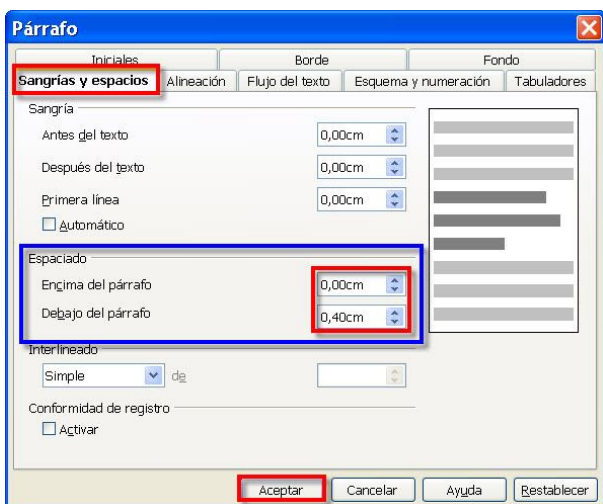 Párrafo
Iniciales Borde Fondo
Sangrías y espacios Alineación Flujo del texto Esquema y numeración Tabuladores
Sangría
Antes del texto 0,00cm
Después del texto 0,00cm
Primera línea 0,00cm
Automático
Espaciado
Encima del párrafo 0,00cm
Debajo del párrafo 0,40cm
Interlineado
Simple de
Conformidad de registro
Activar
Aceptar Cancelar Ayuda Restablecer